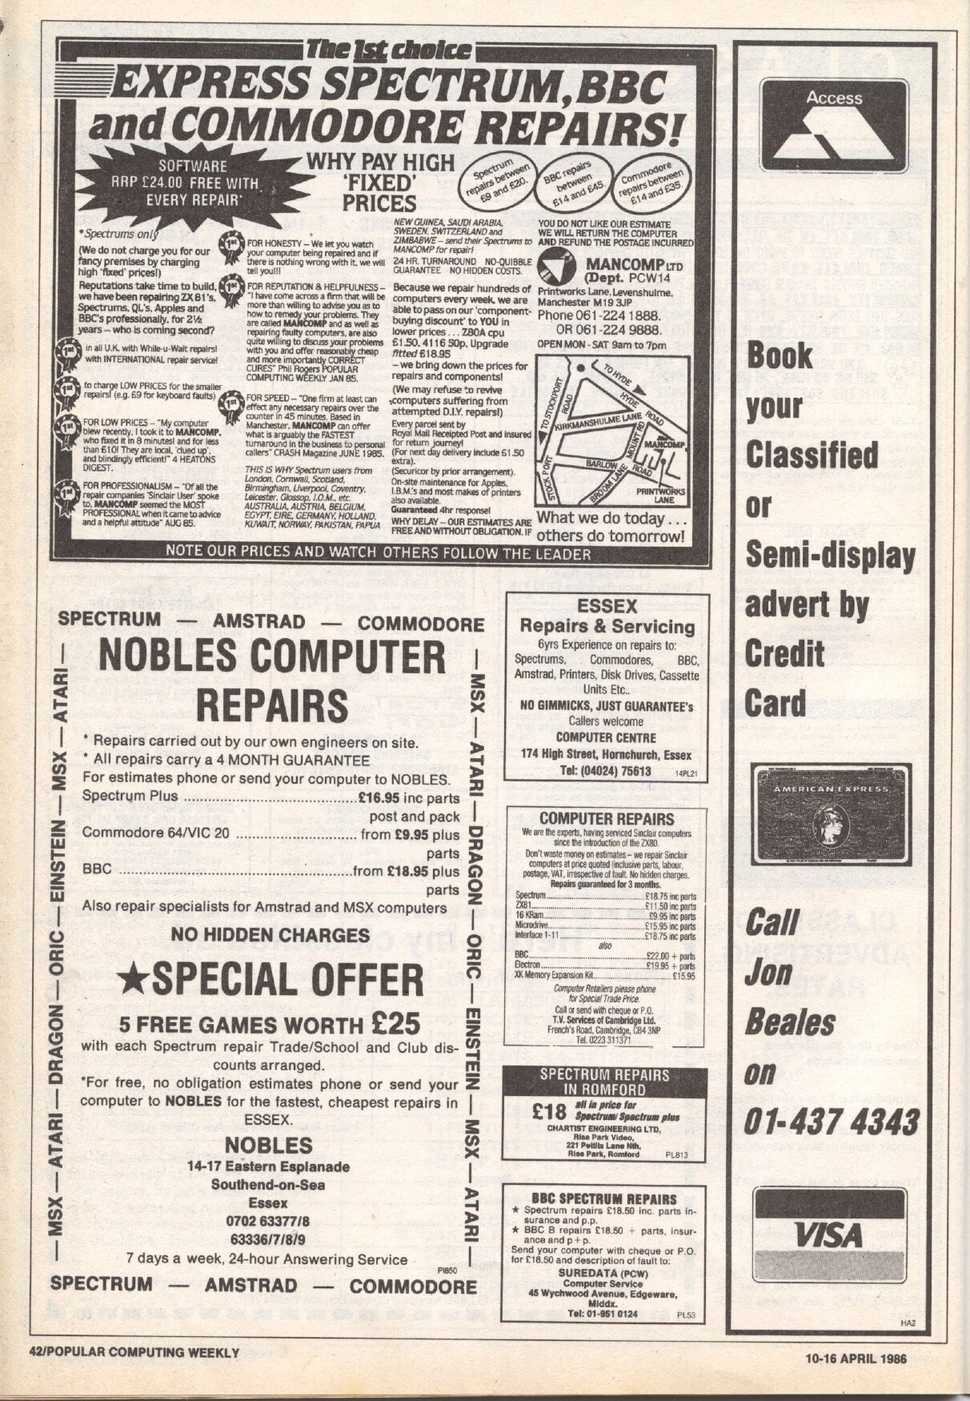 The 1st choice
EXPRESS SPECTRUM, BBC
and COMMODORE REPAIRS!
SOFTWARE
RRP £24.00 FREE WITH
EVERY REPAIR*
WHY PAY HIGH
'FIXED'
PRICES
Spectrum
repairs between
£9 and £20.
BBC repairs
between
£14 and £45.
Commodore
repairs between
£14 and £35.
*Spectrums only
(We do not charge you for our
fancy premises by charging
high 'fixed' prices!)
Reputations take time to build,
we have been repairing ZX 81's,
Spectrums, QL's, Apples and
BBC's professionally, for 2½
years – who is coming second?
1st
in all U.K. with While-u-Wait repairs!
with INTERNATIONAL repair service!
1st
to charge LOW PRICES for the smaller
repairs! (e.g. £9 for keyboard faults)
1st
FOR LOW PRICES – "My computer
blew recently, I took it to MANCOMP,
who fixed it in 8 minutes! and for less
than £10! They are local, 'clued up',
and blindingly efficient!" 4 HEATONS
DIGEST.
1st
FOR PROFESSIONALISM – "Of all the
repair companies 'Sinclair User' spoke
to, MANCOMP seemed the MOST
PROFESSIONAL when it came to advice
and a helpful attitude" AUG 85.
1st
FOR HONESTY – We let you watch
your computer being repaired and if
there is nothing wrong with it, we will
tell you!!!
1st
FOR REPUTATION & HELPFULNESS –
"I have come across a firm that will be
more than willing to advise you as to
how to remedy your problems. They
are called MANCOMP and as well as
repairing faulty computers, are also
quite willing to discuss your problems
with you and offer reasonably cheap
and more importantly CORRECT
CURES" Phil Rogers POPULAR
COMPUTING WEEKLY JAN 85.
1st
FOR SPEED – "One firm at least can
effect any necessary repairs over the
counter in 45 minutes. Based in
Manchester. MANCOMP can offer
what is arguably the FASTEST
turnaround in the business to personal
callers" CRASH Magazine JUNE 1985.
THIS IS WHY Spectrum users from
London, Cornwall, Scotland,
Birmingham, Liverpool, Coventry,
Leicester, Glossop, I.O.M., etc.
AUSTRALIA, AUSTRIA, BELGIUM,
EGYPT, EIRE, GERMANY, HOLLAND,
KUWAIT, NORWAY, PAKISTAN, PAPUA
NEW GUINEA, SAUDI ARABIA,
SWEDEN, SWITZERLAND and
ZIMBABWE – send their Spectrums to
MANCOMP for repair!
24 HR. TURNAROUND NO-QUIBBLE
GUARANTEE NO HIDDEN COSTS.
Because we repair hundreds of
computers every week, we are
able to pass on our 'component-
buying discount' to YOU in
lower prices . . . Z80A cpu
£1.50. 4116 50p. Upgrade
fitted £18.95
– we bring down the prices for
repairs and components!
(We may refuse to revive
computers suffering from
attempted D.I.Y. repairs!)
Every parcel sent by
Royal Mail Receipted Post and insured
for return journey!
(For next day delivery include £1.50
extra).
(Securicor by prior arrangement).
On-site maintenance for Apples,
I.B.M.'s and most makes of printers
also available.
Guaranteed 4hr response!
WHY DELAY – OUR ESTIMATES ARE
FREE AND WITHOUT OBLIGATION. IF
YOU DO NOT LIKE OUR ESTIMATE
WE WILL RETURN THE COMPUTER
AND REFUND THE POSTAGE INCURRED
MANCOMP LTD
(Dept. PCW14
Printworks Lane, Levenshulme,
Manchester M19 3JP
Phone 061-224 1888.
OR 061-224 9888.
OPEN MON - SAT 9am to 7pm
TO STOCKPORT
ROAD
TO HYDE
HYDE
ROAD
KIRKMANSHULME LANE
MOUNT RD
MANCOMP
STOCKPORT
BARLOW ROAD
BROOM LANE
PRINTWORKS
LANE
What we do today . . .
others do tomorrow!
NOTE OUR PRICES AND WATCH OTHERS FOLLOW THE LEADER
SPECTRUM — AMSTRAD — COMMODORE
— MSX — ATARI — DRAGON — ORIC — EINSTEIN — MSX — ATARI —
NOBLES COMPUTER
REPAIRS
* Repairs carried out by our own engineers on site.
* All repairs carry a 4 MONTH GUARANTEE
For estimates phone or send your computer to NOBLES.
Spectrum Plus ........ £16.95 inc parts
post and pack
Commodore 64/VIC 20 ........ from £9.95 plus
parts
BBC ........ from £18.95 plus
parts
Also repair specialists for Amstrad and MSX computers
NO HIDDEN CHARGES
★SPECIAL OFFER
5 FREE GAMES WORTH £25
with each Spectrum repair Trade/School and Club dis-
counts arranged.
*For free, no obligation estimates phone or send your
computer to NOBLES for the fastest, cheapest repairs in
ESSEX.
NOBLES
14-17 Eastern Esplanade
Southend-on-Sea
Essex
0702 63377/8
63336/7/8/9
7 days a week, 24-hour Answering Service
PI850
— MSX — ATARI — DRAGON — ORIC — EINSTEIN — MSX — ATARI —
SPECTRUM — AMSTRAD — COMMODORE
ESSEX
Repairs & Servicing
6yrs Experience on repairs to:
Spectrums, Commodores, BBC,
Amstrad, Printers, Disk Drives, Cassette
Units Etc..
NO GIMMICKS, JUST GUARANTEE's
Callers welcome
COMPUTER CENTRE
174 High Street, Hornchurch, Essex
Tel: (04024) 75613
14PL21
COMPUTER REPAIRS
We are the experts, having serviced Sinclair computers
since the introduction of the ZX80.
Don't waste money on estimates – we repair Sinclair
computers at price quoted (inclusive parts, labour,
postage, VAT, irrespective of fault. No hidden charges.
Repairs guaranteed for 3 months.
Spectrum........£18.75 inc parts
ZX81........£11.50 inc parts
16 KRam........£9.95 inc parts
Microdrive........£15.95 inc parts
Interface 1-11........£18.75 inc parts
also
BBC........£22.00 + parts
Electron........£19.95 + parts
XK Memory Expansion Kit........£15.95
Computer Retailers please phone
for Special Trade Price.
Call or send with cheque or P.O.
T.V. Services of Cambridge Ltd.
French's Road, Cambridge, CB4 3NP
Tel. 0223 311371
SPECTRUM REPAIRS
IN ROMFORD
£18 all in price for
Spectrum/Spectrum plus
CHARTIST ENGINEERING LTD,
Rise Park Video,
221 Pettits Lane Nth,
Rise Park, Romford
PL813
BBC SPECTRUM REPAIRS
★ Spectrum repairs £18.50 inc. parts in-
surance and p.p.
★ BBC B repairs £18.50 + parts, insur-
ance and p + p.
Send your computer with cheque or P.O.
for £18.50 and description of fault to:
SUREDATA (PCW)
Computer Service
45 Wychwood Avenue, Edgeware,
Middx.
Tel: 01-951 0124
PL53
Access
Book
your
Classified
or
Semi-display
advert by
Credit
Card
AMERICAN EXPRESS
Call
Jon
Beales
on
01-437 4343
VISA
HA2
42/POPULAR COMPUTING WEEKLY
10-16 APRIL 1986